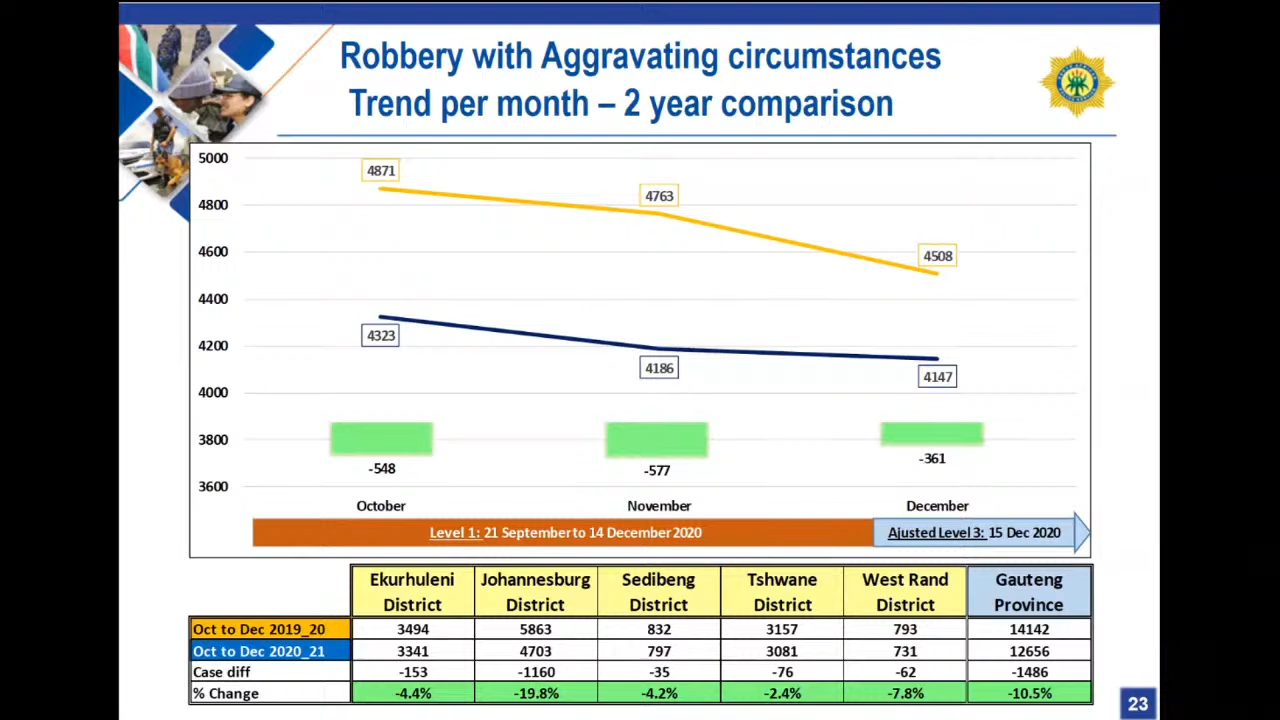 Robbery with Aggravating circumstances
Trend per month – 2 year comparison
5000
4800
4600
4400
4200
4000
3800
3600
4871
4763
4508
4323
4186
4147
-548
-577
-361
October November December
Level 1: 21 September to 14 December 2020
Ajusted Level 3: 15 Dec 2020
Ekurhuleni District Johannesburg District Sedibeng District Tshwane District West Rand District Gauteng Province
Oct to Dec 2019_20 3494 5863 832 3157 793 14142
Oct to Dec 2020_21 3341 4703 797 3081 731 12656
Case diff -153 -1160 -35 -76 -62 -1486
% Change -4.4% -19.8% -4.2% -2.4% -7.8% -10.5%
23